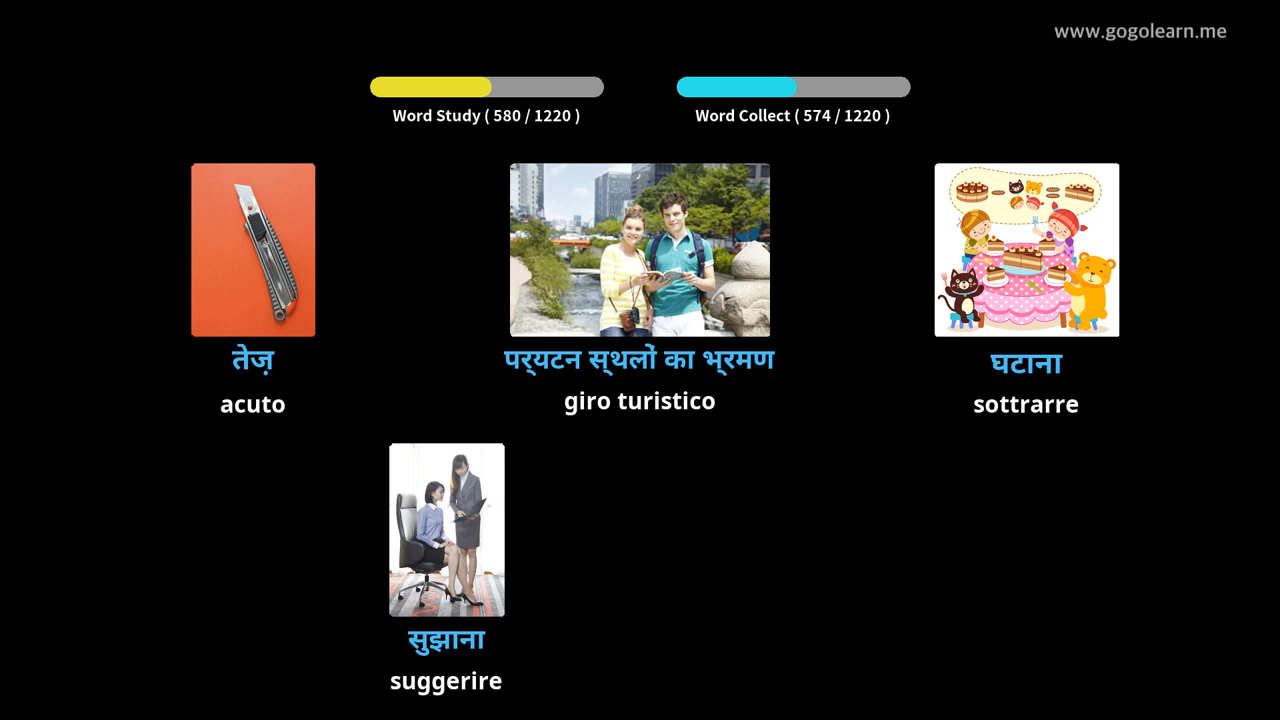 www.gogolearn.me
Word Study ( 580 / 1220 )
Word Collect ( 574 / 1220 )
तेज़
पर्यटन स्थलों का भ्रमण
घटाना
acuto
giro turistico
sottrarre
सुझाना
suggerire